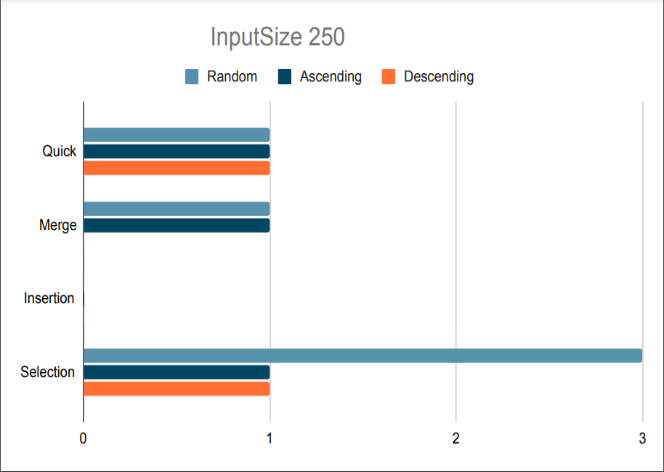 InputSize 250
Random Ascending Descending
Quick
Merge
Insertion
Selection
0 1 2 3